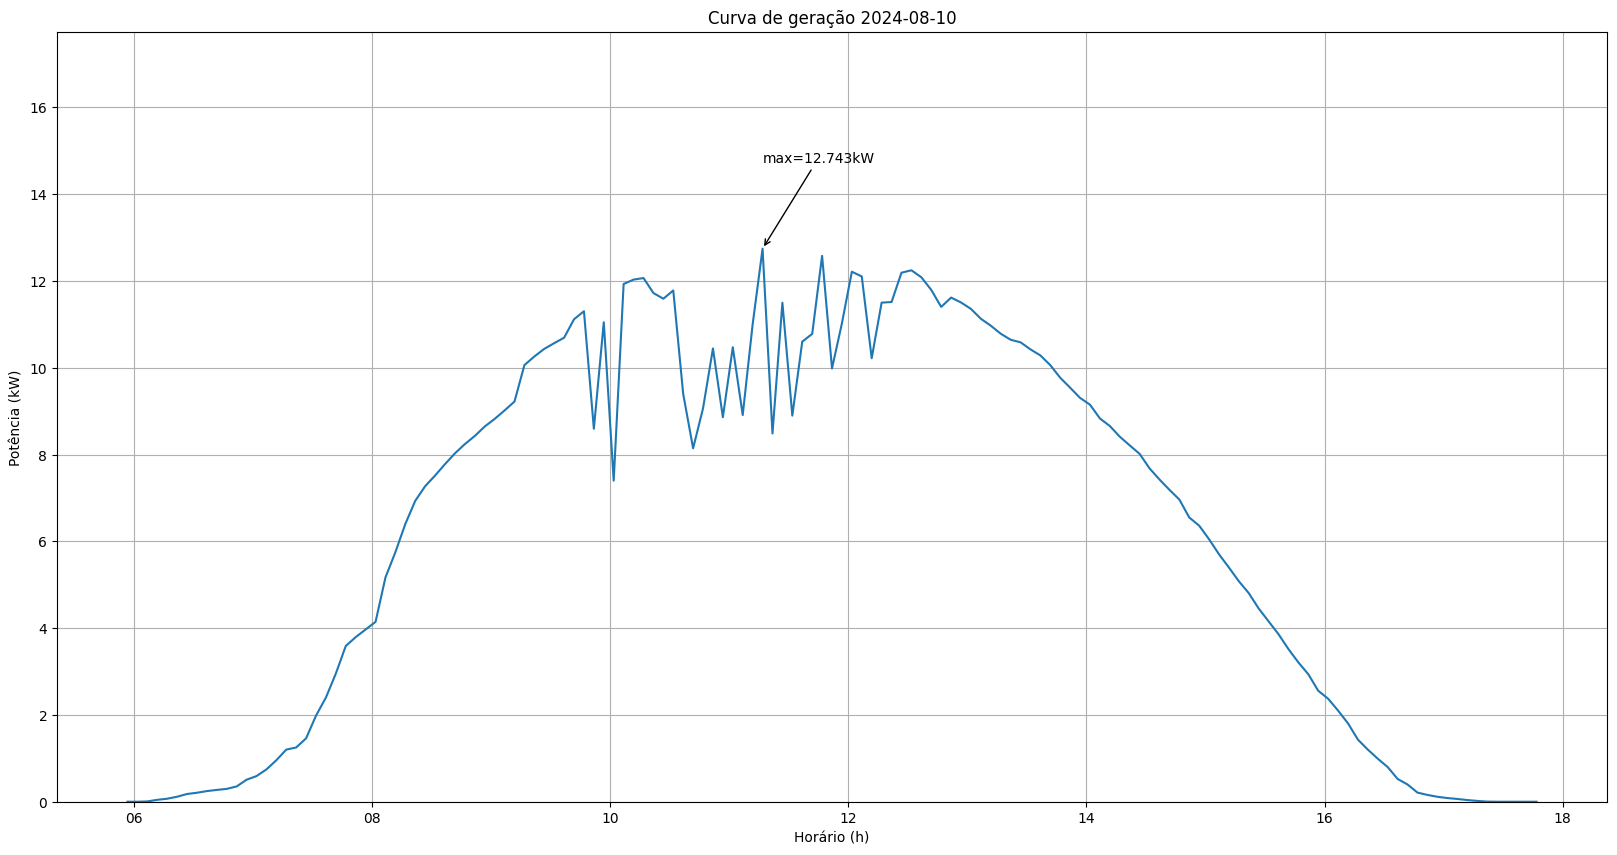 Curva de geração 2024-08-10
16
14
12
10
8
6
4
2
0
max=12.743kW
Potência (kW)
06 08 10 12 14 16 18
Horário (h)